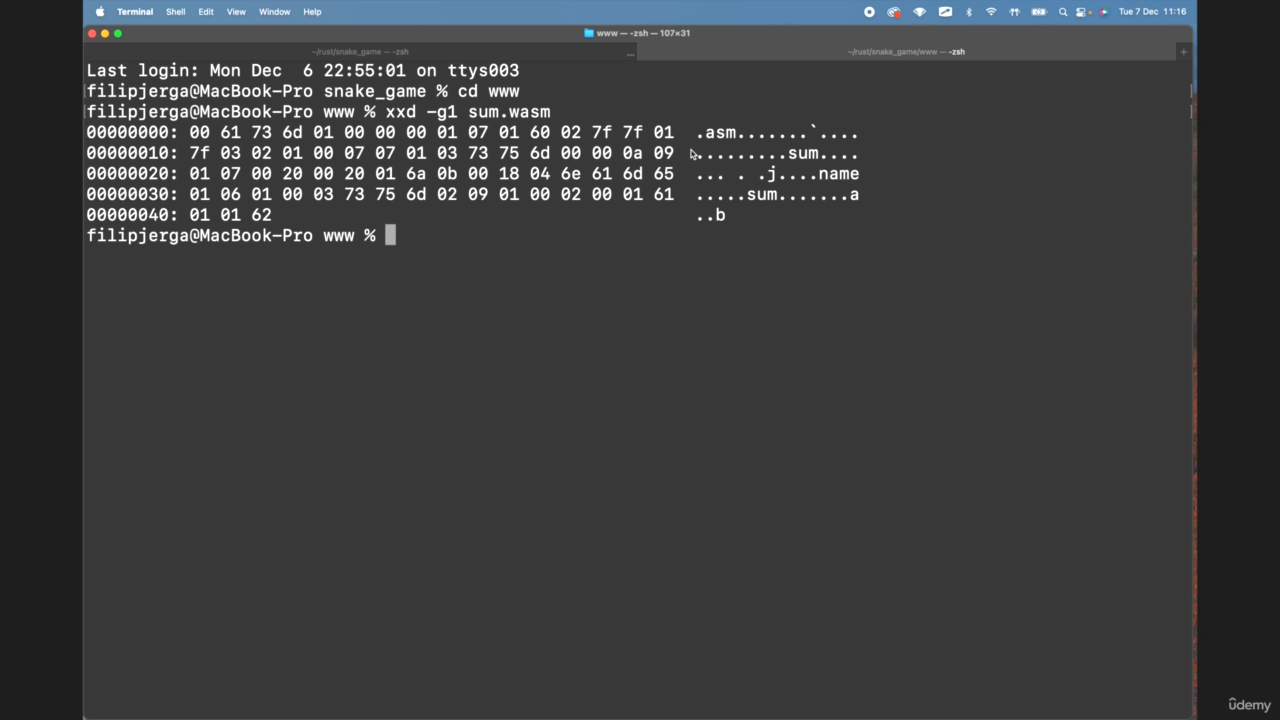 Terminal Shell Edit View Window Help Tue 7 Dec 11:16
www — -zsh — 107×31
~/rust/snake_game — -zsh ... ~/rust/snake_game/www — -zsh +
Last login: Mon Dec  6 22:55:01 on ttys003
filipjerga@MacBook-Pro snake_game % cd www
filipjerga@MacBook-Pro www % xxd -g1 sum.wasm
00000000: 00 61 73 6d 01 00 00 00 01 07 01 60 02 7f 7f 01  .asm.......`....
00000010: 7f 03 02 01 00 07 07 01 03 73 75 6d 00 00 0a 09  .........sum....
00000020: 01 07 00 20 00 20 01 6a 0b 00 18 04 6e 61 6d 65  ... . .j....name
00000030: 01 06 01 00 03 73 75 6d 02 09 01 00 02 00 01 61  .....sum.......a
00000040: 01 01 62                                         ..b
filipjerga@MacBook-Pro www %
ûdemy